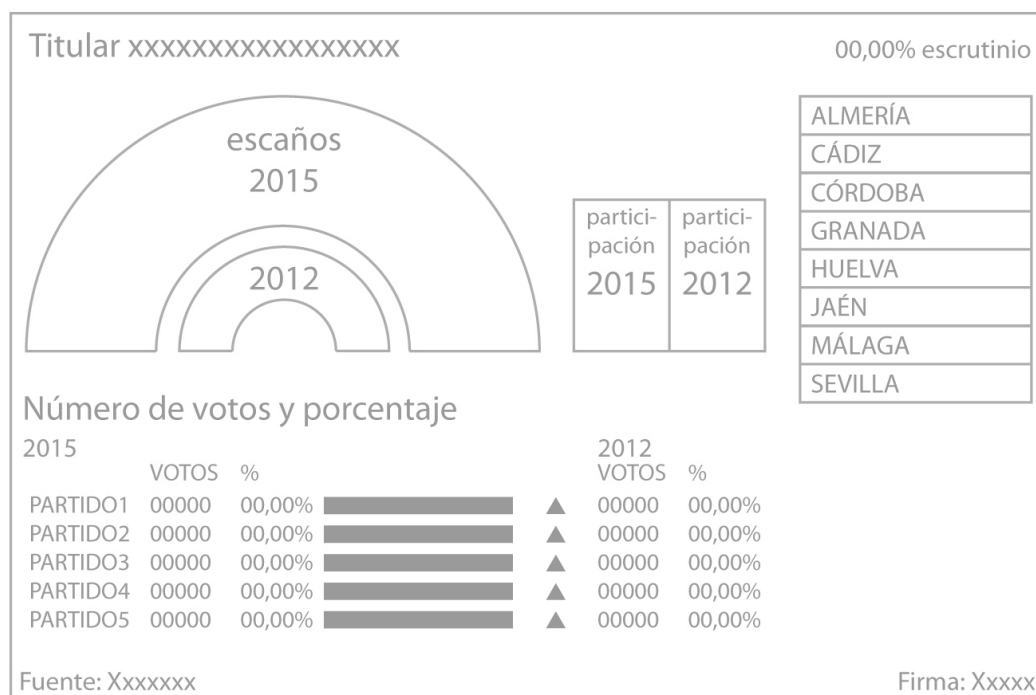 Titular xxxxxxxxxxxxxxxxx
00,00% escrutinio
escaños
2015
2012
partici-
pación
2015
partici-
pación
2012
ALMERÍA
CÁDIZ
CÓRDOBA
GRANADA
HUELVA
JAÉN
MÁLAGA
SEVILLA
Número de votos y porcentaje
2015 2012
VOTOS % VOTOS %
PARTIDO1 00000 00,00% 00000 00,00%
PARTIDO2 00000 00,00% 00000 00,00%
PARTIDO3 00000 00,00% 00000 00,00%
PARTIDO4 00000 00,00% 00000 00,00%
PARTIDO5 00000 00,00% 00000 00,00%
Fuente: Xxxxxxx
Firma: Xxxxx